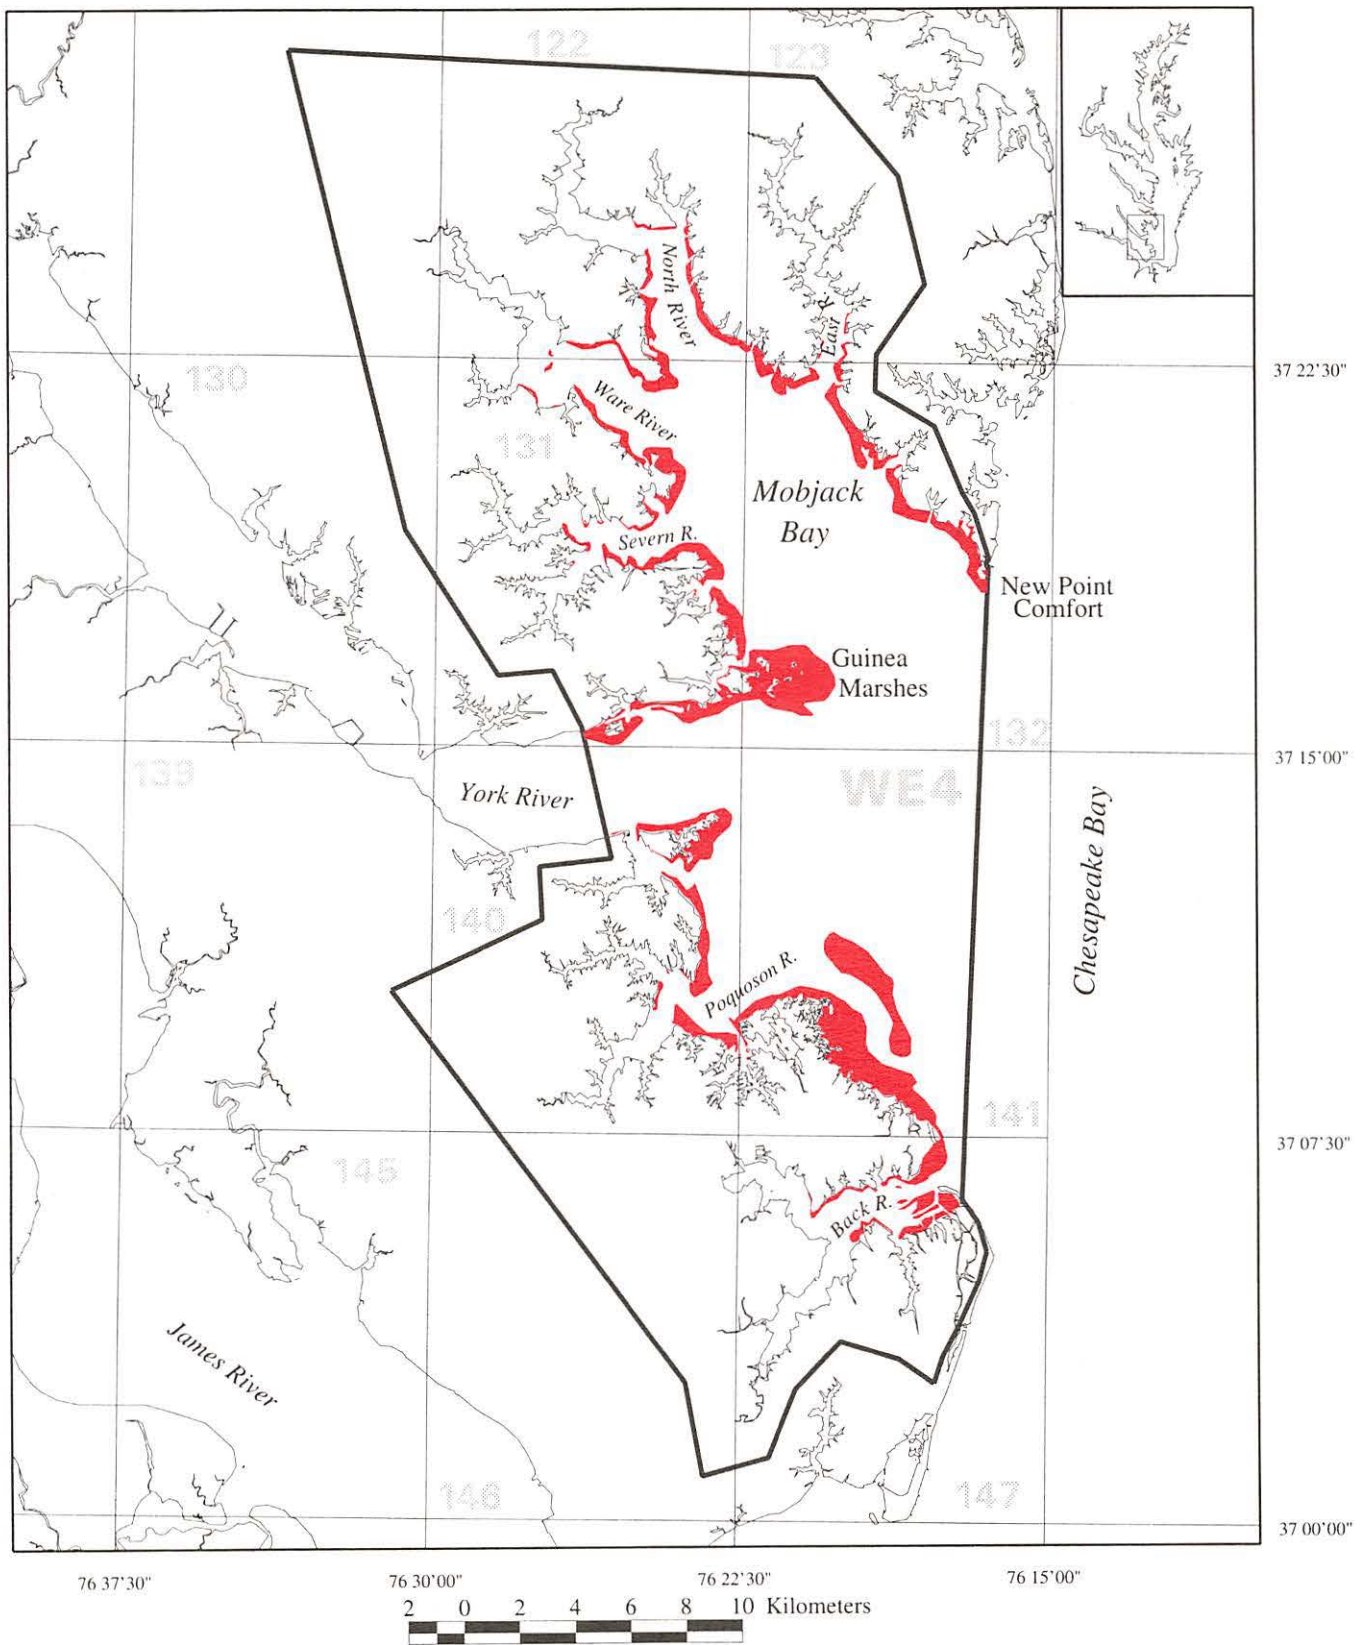 122
123
North
River
East R.
37 22'30"
130
Ware River
131
Mobjack
Bay
Severn R.
New Point
Comfort
Guinea
Marshes
132
37 15'00"
139
York River
WE4
Chesapeake Bay
140
Poquoson R.
141
37 07'30"
145
Back R.
James River
146
147
37 00'00"
76 37'30"
76 30'00"
76 22'30"
76 15'00"
2 0 2 4 6 8 10 Kilometers